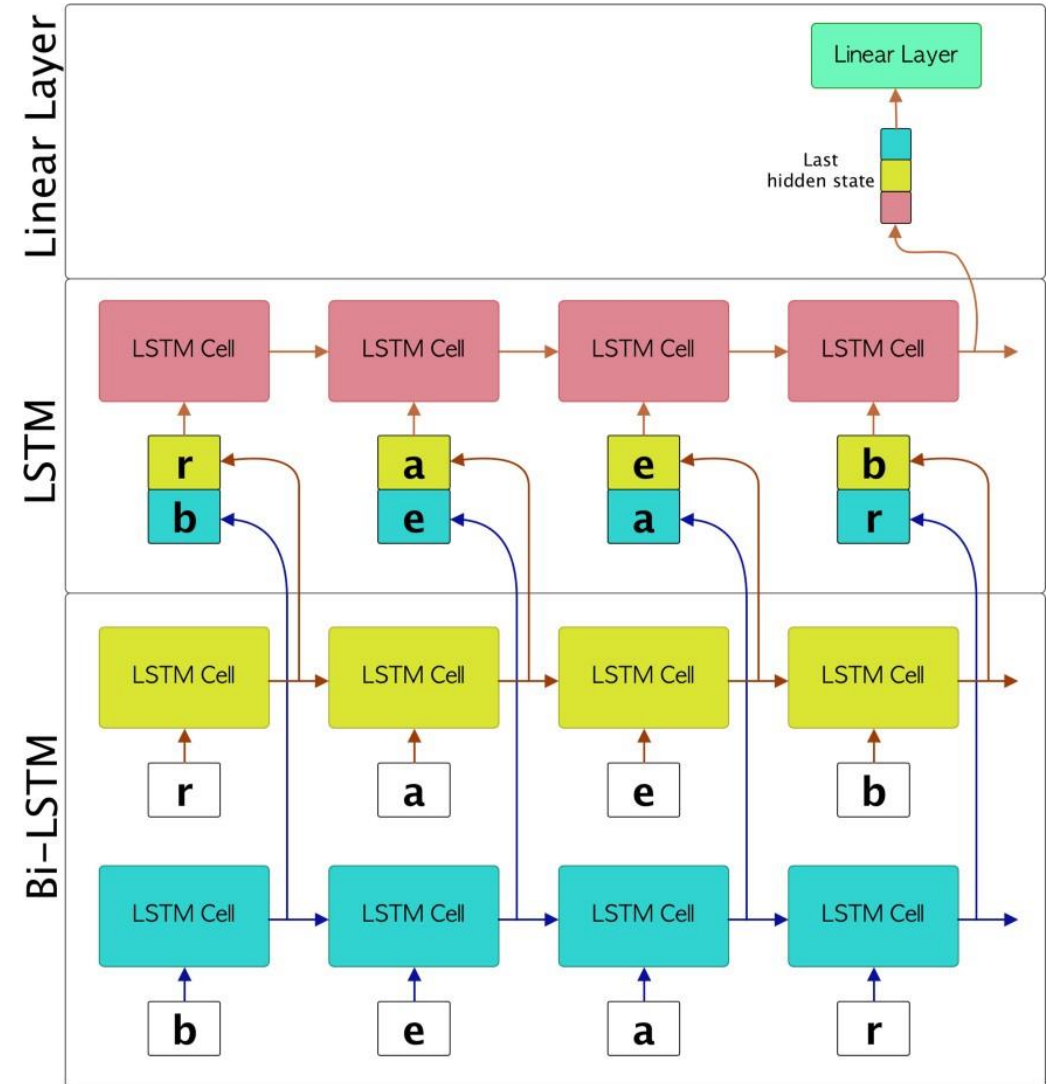 Linear Layer
Linear Layer
Last
hidden state
LSTM
LSTM Cell LSTM Cell LSTM Cell LSTM Cell
r a e b
b e a r
Bi-LSTM
LSTM Cell LSTM Cell LSTM Cell LSTM Cell
r a e b
LSTM Cell LSTM Cell LSTM Cell LSTM Cell
b e a r